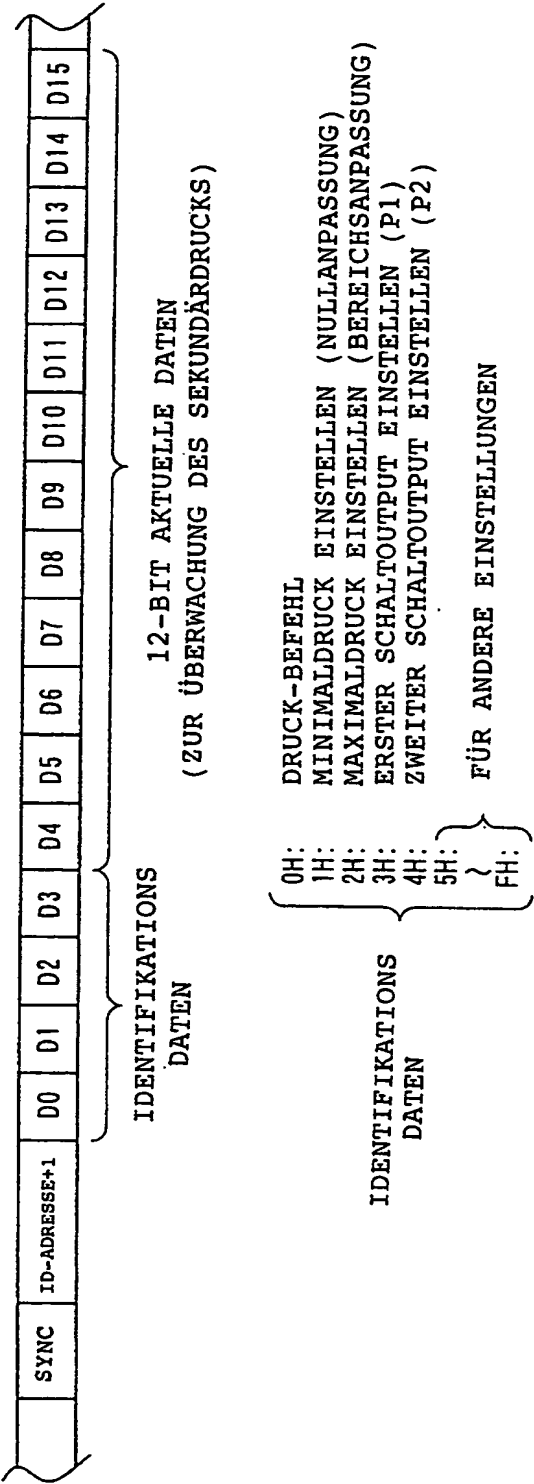 SYNC ID-ADRESSE+1 D0 D1 D2 D3 D4 D5 D6 D7 D8 D9 D10 D11 D12 D13 D14 D15
IDENTIFIKATIONS
DATEN
12-BIT AKTUELLE DATEN
(ZUR ÜBERWACHUNG DES SEKUNDÄRDRUCKS)
IDENTIFIKATIONS
DATEN
0H: DRUCK-BEFEHL
1H: MINIMALDRUCK EINSTELLEN (NULLANPASSUNG)
2H: MAXIMALDRUCK EINSTELLEN (BEREICHSANPASSUNG)
3H: ERSTER SCHALTOUTPUT EINSTELLEN (P1)
4H: ZWEITER SCHALTOUTPUT EINSTELLEN (P2)
5H:
~ FÜR ANDERE EINSTELLUNGEN
FH: